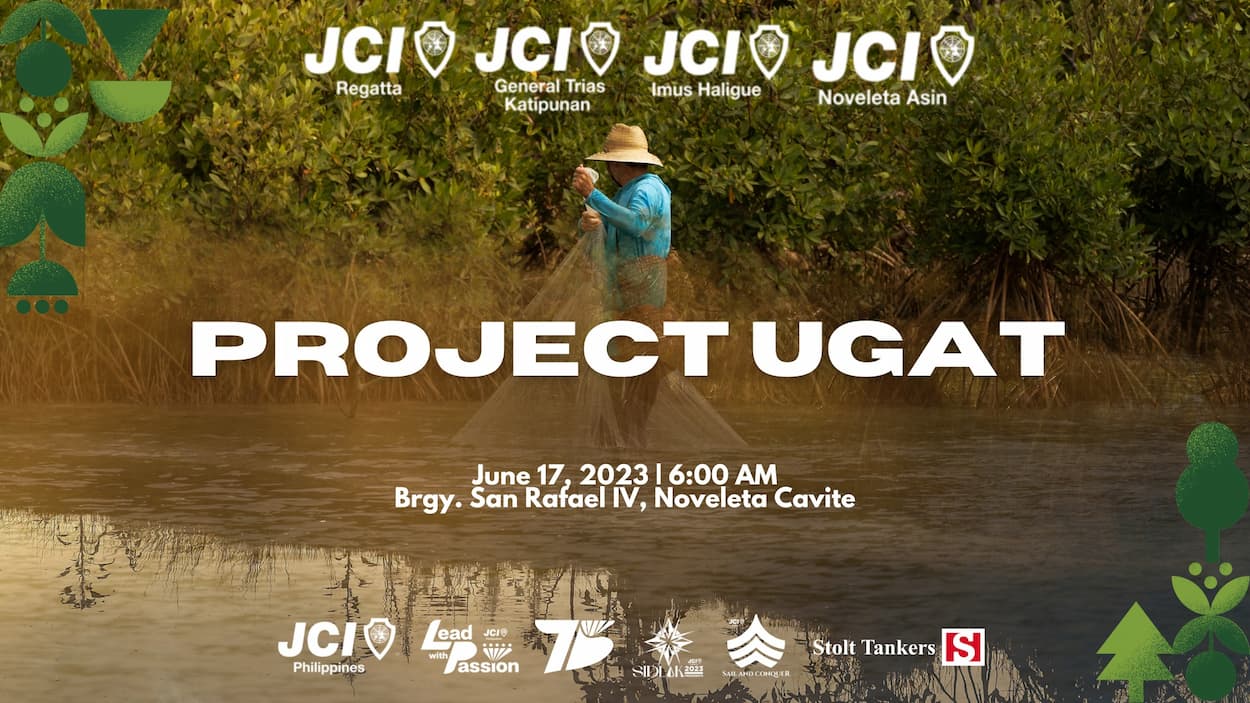 JCI
Regatta
JCI
General Trias
Katipunan
JCI
Imus Haligue
JCI
Noveleta Asin
PROJECT UGAT
June 17, 2023 | 6:00 AM
Brgy. San Rafael IV, Noveleta Cavite
JCI
Philippines
Lead
with Passion
JCI
75
SIDLAK
2023
JCI
SAIL AND CONQUER
Stolt Tankers S